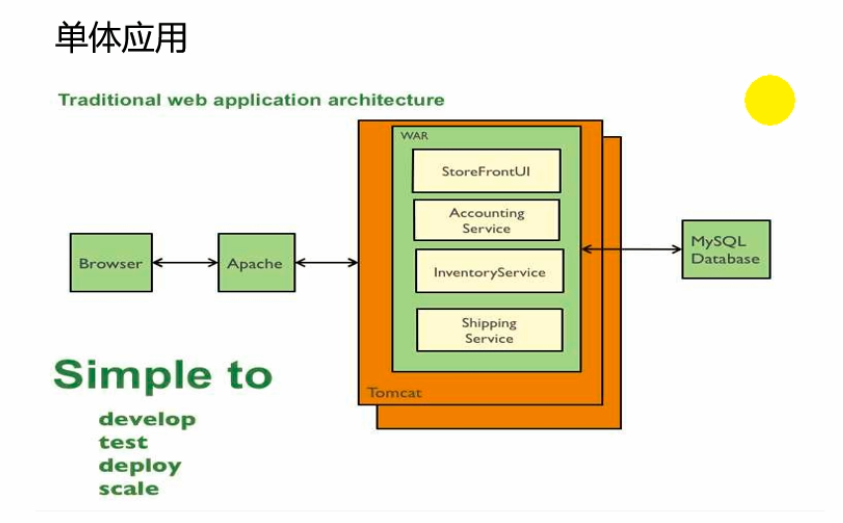 单体应用
Traditional web application architecture
WAR
StoreFrontUI
Accounting
Service
InventoryService
Shipping
Service
Tomcat
Browser
Apache
MySQL
Database
Simple to
develop
test
deploy
scale